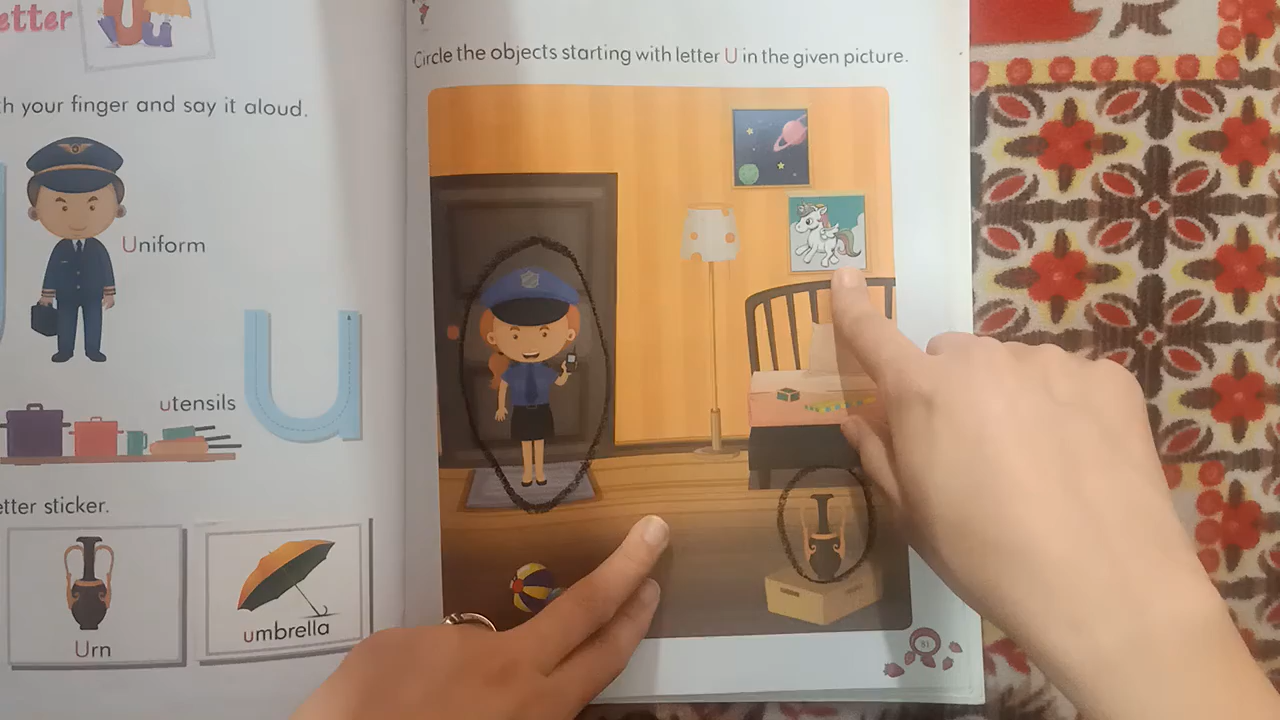 etter
U u
h your finger and say it aloud.
Uniform
u
utensils
etter sticker.
Urn
umbrella
Circle the objects starting with letter U in the given picture.